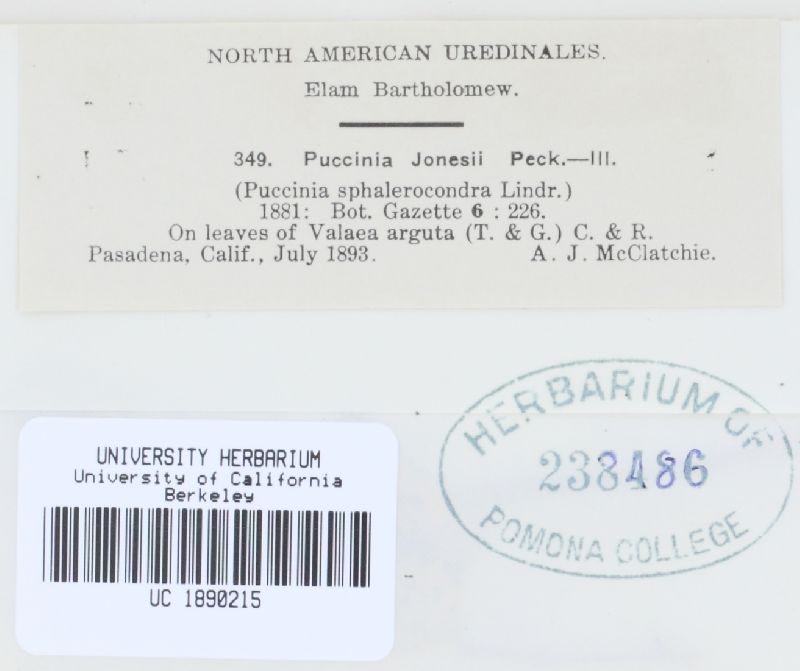 NORTH AMERICAN UREDINALES.
Elam Bartholomew.
349. Puccinia Jonesii Peck.—III.
(Puccinia sphalerocondra Lindr.)
1881: Bot. Gazette 6 : 226.
On leaves of Valaea arguta (T. & G.) C. & R.
Pasadena, Calif., July 1893. A. J. McClatchie.
HERBARIUM OF
238486
POMONA COLLEGE
UNIVERSITY HERBARIUM
University of California
Berkeley
UC 1890215